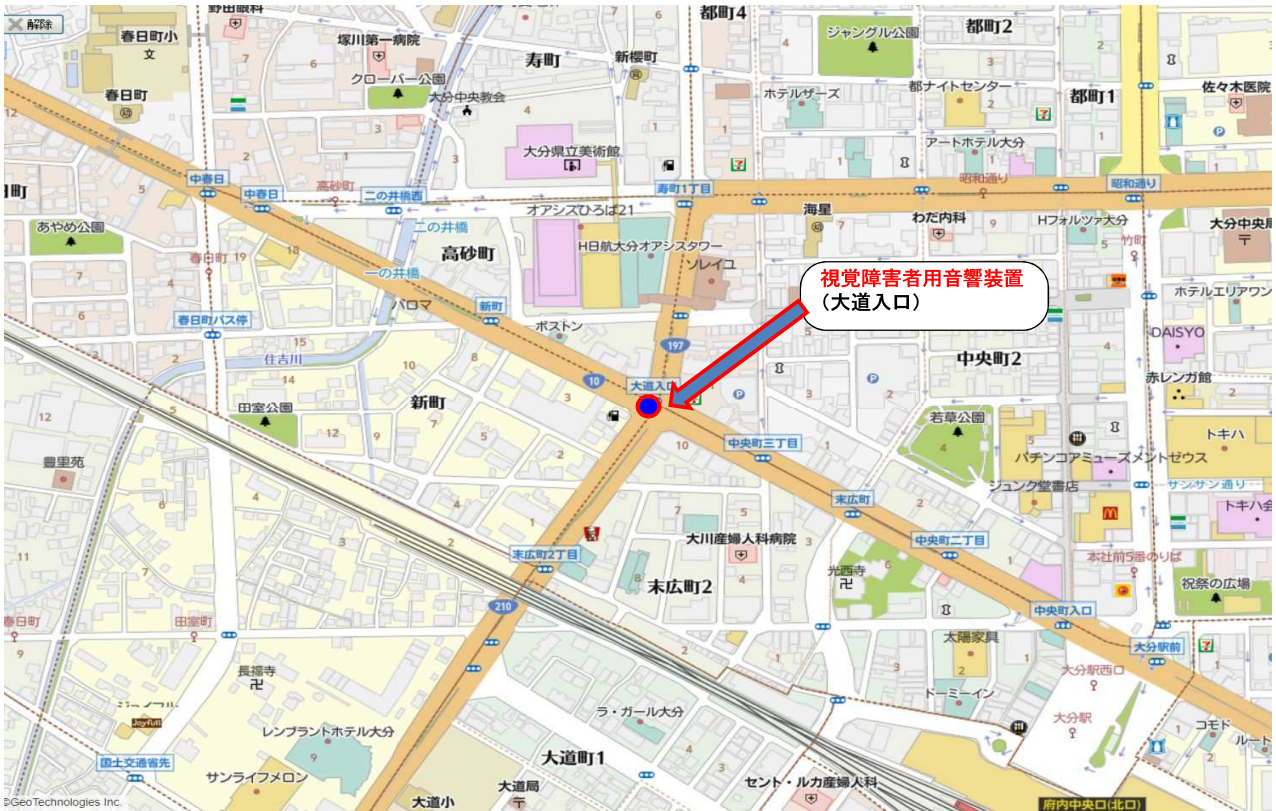 解除
野田眼科
春日町小
塚川第一病院
寿町
新櫻町
都町4
ジャングル公園
都町2
春日町
クローバー公園
大分中央教会
ホテルザーズ
都ナイトセンター
都町1
佐々木医院
大分県立美術館
アートホテル大分
中春日
中春日
高砂町
二の井橋西
寿町1丁目
昭和通り
昭和通り
あやめ公園
二の井橋
オアシスひろば21
海星
わだ内科
Hフォルツァ大分
大分中央局
竹町
高砂町
H日航大分オアシスタワー
ソレイユ
春日町
一の井橋
視覚障害者用音響装置
（大道入口）
パロマ
新町
ホテルエリアワン
春日町バス停
ボストン
197
DAISYO
住吉川
中央町2
10
大道入口
赤レンガ館
新町
田室公園
若草公園
中央町三丁目
トキハ
豊里苑
パチンコアミューズメントゼウス
ジュンク堂書店
サンサン通り
末広町
トキハ会
大川産婦人科病院
中央町二丁目
末広町2丁目
本社前5番のりば
光西寺
末広町2
祝祭の広場
210
中央町入口
春日町
田室町
太陽家具
大分駅前
長福寺
大分駅西口
ドーミーイン
ジョイフル
Joyfull
ラ・ガール大分
大分駅
コモド
レンブラントホテル大分
ルート
大道町1
国土交通省先
サンライフメロン
大道局
セント・ルカ産婦人科
大道小
府内中央口(北口)
©GeoTechnologies Inc.